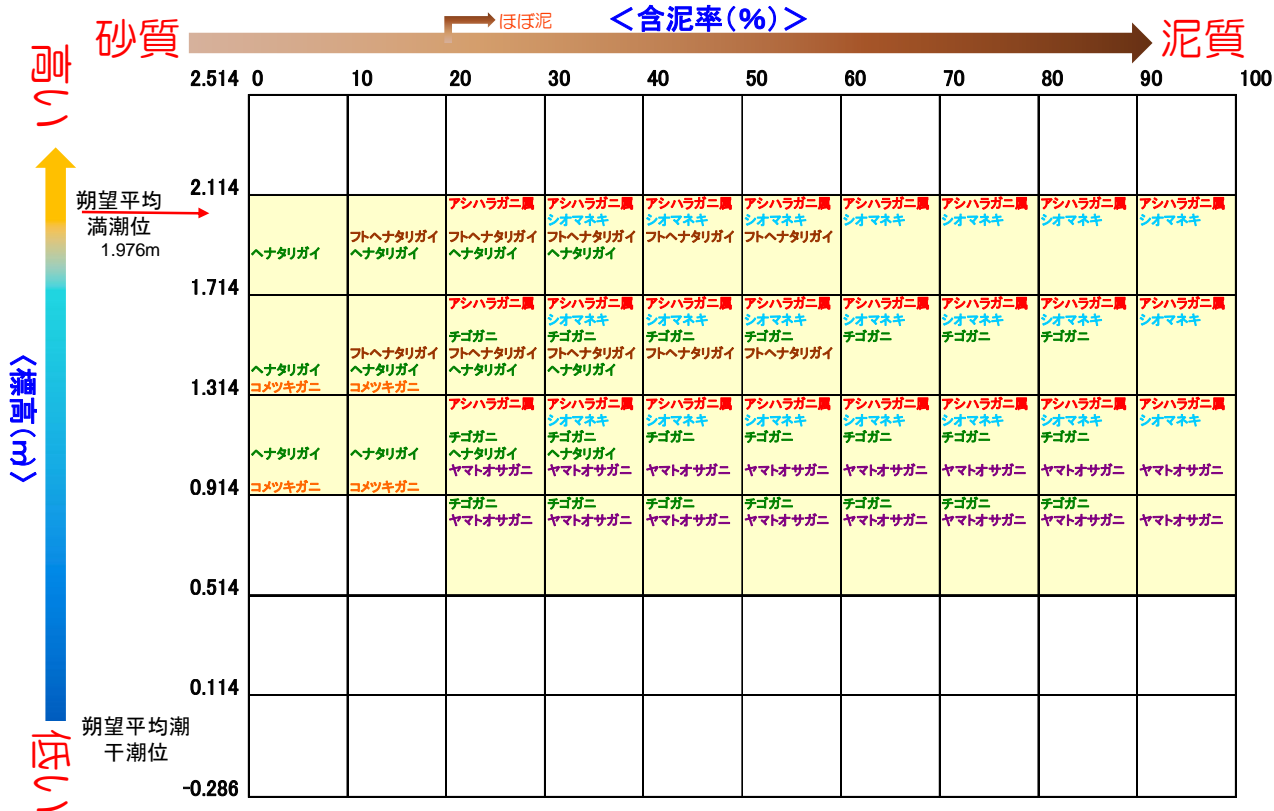 ほぼ泥
<含泥率(%)>
砂質
泥質
高い
2.514 0 10 20 30 40 50 60 70 80 90 100
2.114
朔望平均
満潮位
1.976m
アシハラガニ属 アシハラガニ属 アシハラガニ属 アシハラガニ属 アシハラガニ属 アシハラガニ属 アシハラガニ属 アシハラガニ属
シオマネキ シオマネキ シオマネキ シオマネキ シオマネキ シオマネキ シオマネキ
フトヘナタリガイ フトヘナタリガイ フトヘナタリガイ フトヘナタリガイ フトヘナタリガイ
ヘナタリガイ ヘナタリガイ ヘナタリガイ ヘナタリガイ
1.714
アシハラガニ属 アシハラガニ属 アシハラガニ属 アシハラガニ属 アシハラガニ属 アシハラガニ属 アシハラガニ属 アシハラガニ属
シオマネキ シオマネキ シオマネキ シオマネキ シオマネキ シオマネキ シオマネキ
チゴガニ チゴガニ チゴガニ チゴガニ チゴガニ チゴガニ チゴガニ
フトヘナタリガイ フトヘナタリガイ フトヘナタリガイ フトヘナタリガイ フトヘナタリガイ
ヘナタリガイ ヘナタリガイ ヘナタリガイ ヘナタリガイ
コメツキガニ コメツキガニ
1.314
<標高(m)>
アシハラガニ属 アシハラガニ属 アシハラガニ属 アシハラガニ属 アシハラガニ属 アシハラガニ属 アシハラガニ属 アシハラガニ属
シオマネキ シオマネキ シオマネキ シオマネキ シオマネキ シオマネキ シオマネキ
チゴガニ チゴガニ チゴガニ チゴガニ チゴガニ チゴガニ チゴガニ
ヘナタリガイ ヘナタリガイ ヘナタリガイ ヘナタリガイ
ヤマトオサガニ ヤマトオサガニ ヤマトオサガニ ヤマトオサガニ ヤマトオサガニ ヤマトオサガニ ヤマトオサガニ ヤマトオサガニ
コメツキガニ コメツキガニ
0.914
チゴガニ チゴガニ チゴガニ チゴガニ チゴガニ チゴガニ チゴガニ
ヤマトオサガニ ヤマトオサガニ ヤマトオサガニ ヤマトオサガニ ヤマトオサガニ ヤマトオサガニ ヤマトオサガニ ヤマトオサガニ
0.514
0.114
朔望平均潮
干潮位
低い
-0.286